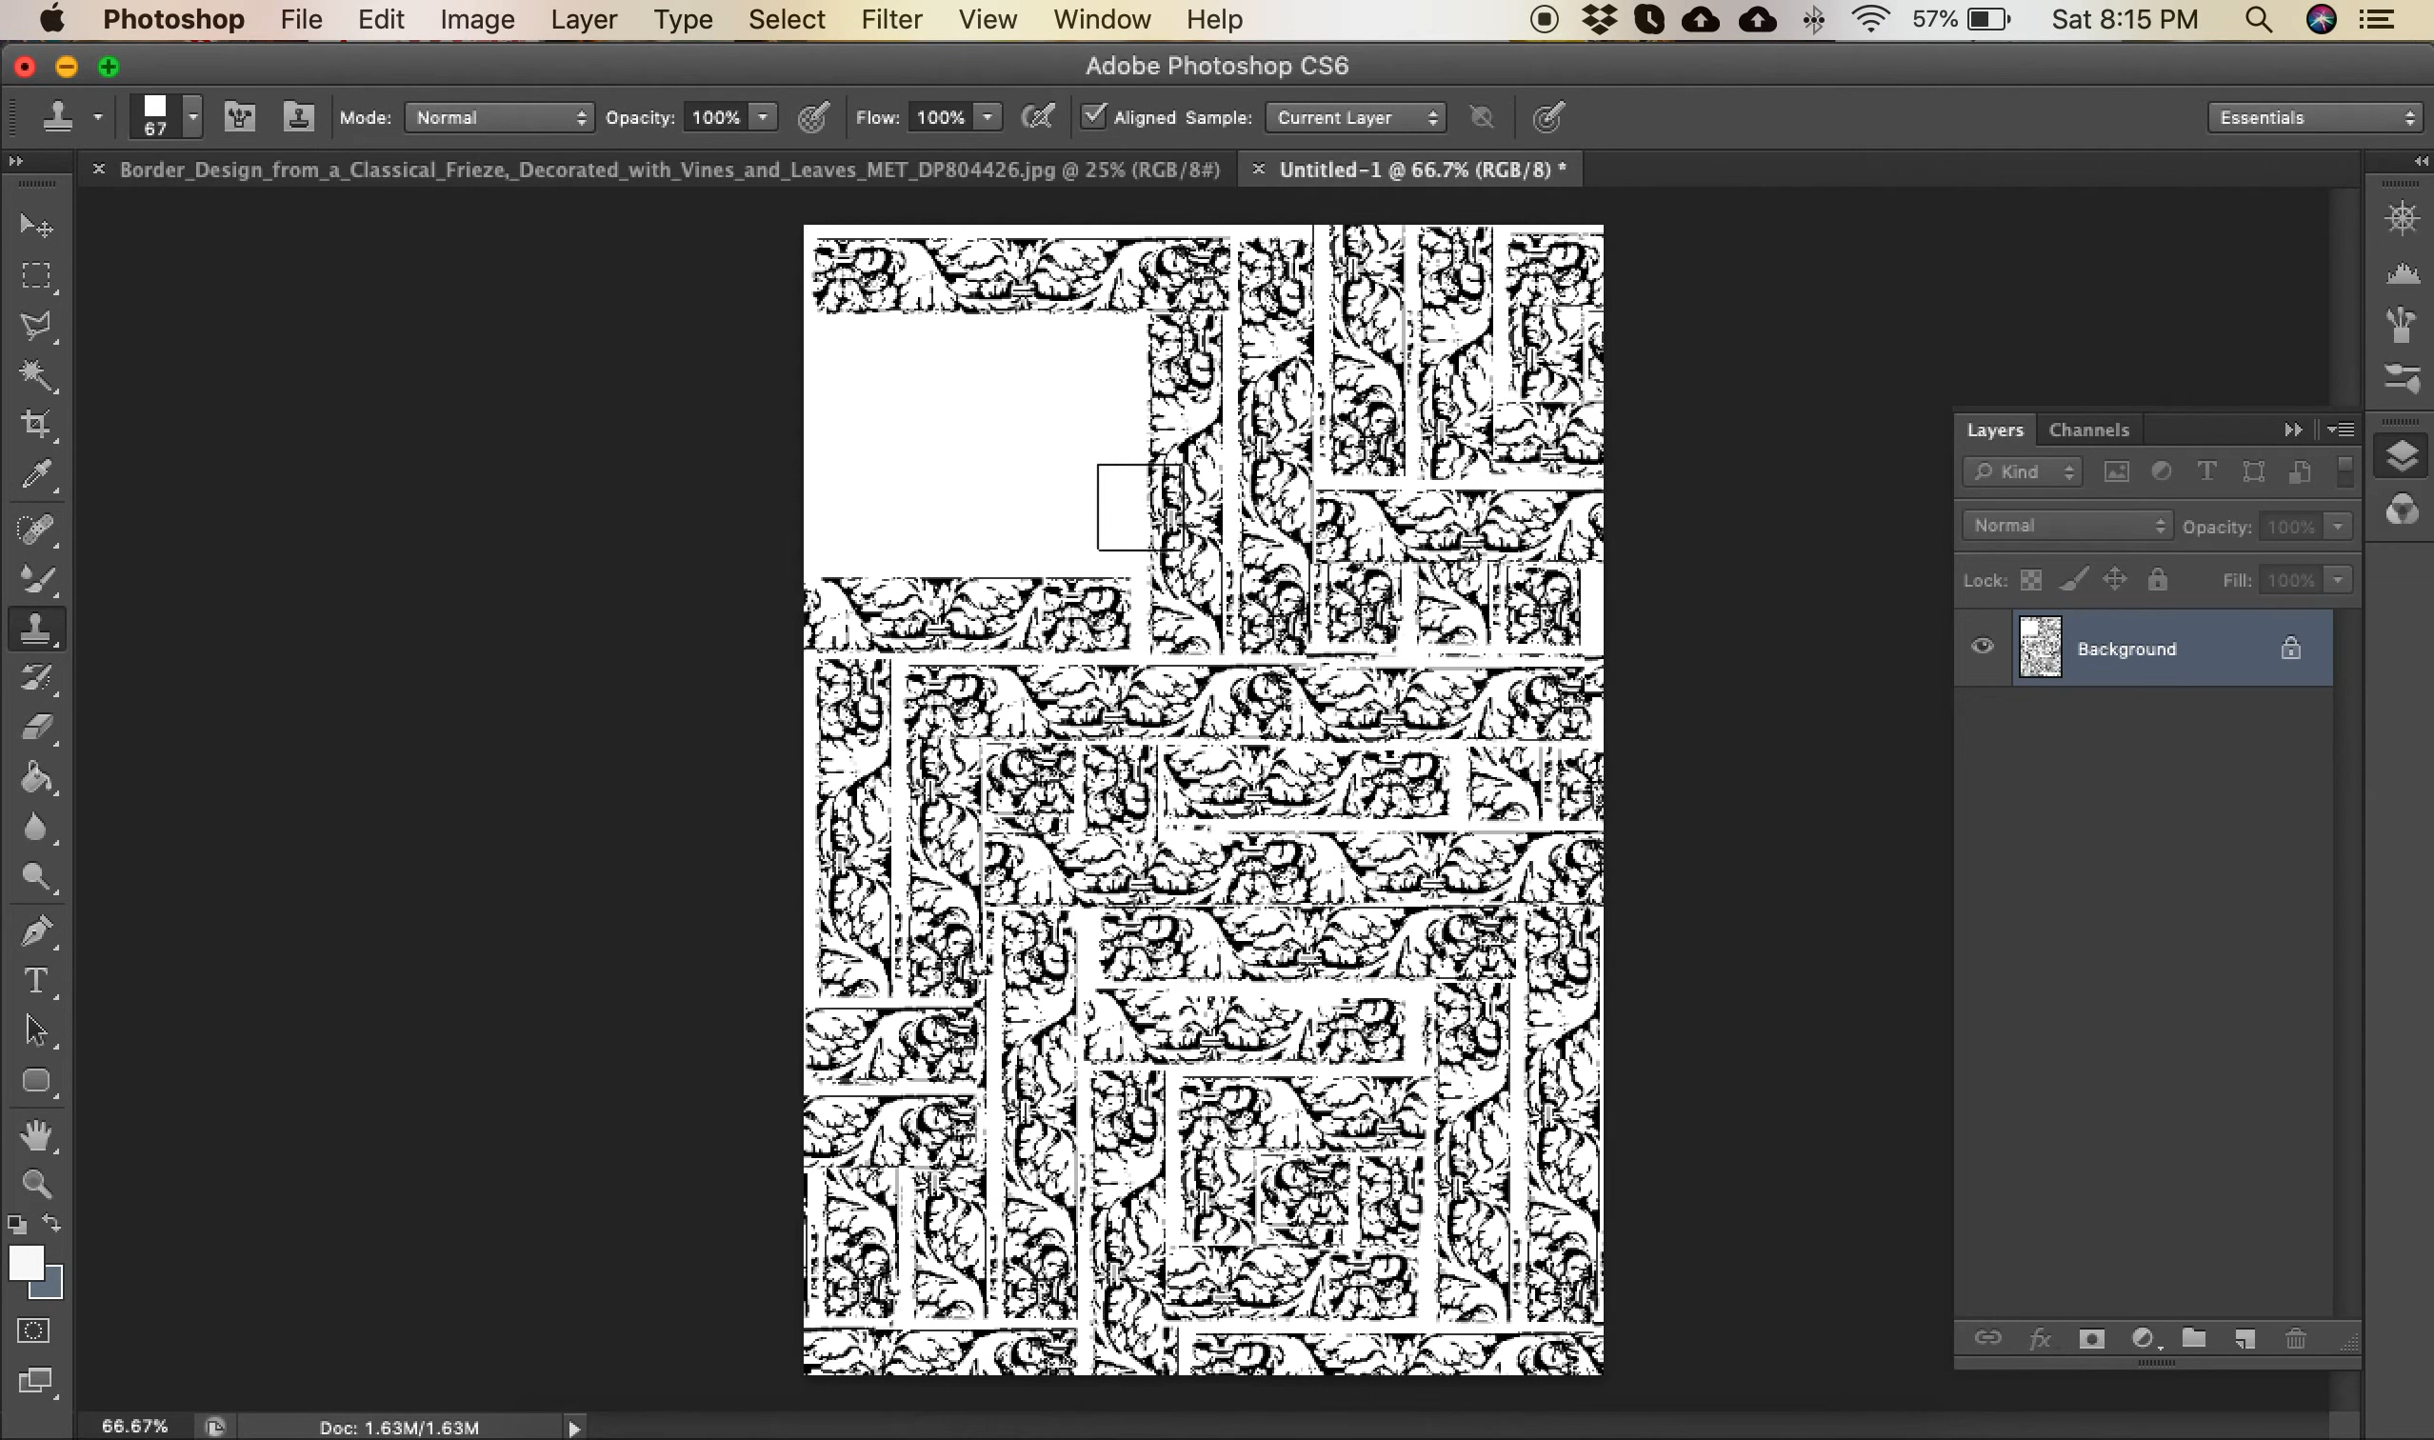 Photoshop File Edit Image Layer Type Select Filter View Window Help 57% Sat 8:15 PM
Adobe Photoshop CS6
67 Mode: Normal Opacity: 100% Flow: 100% Aligned Sample: Current Layer Essentials
Border_Design_from_a_Classical_Frieze,_Decorated_with_Vines_and_Leaves_MET_DP804426.jpg @ 25% (RGB/8#) Untitled-1 @ 66.7% (RGB/8) *
Layers Channels
Kind
Normal Opacity: 100%
Lock: Fill: 100%
Background
fx
66.67% Doc: 1.63M/1.63M